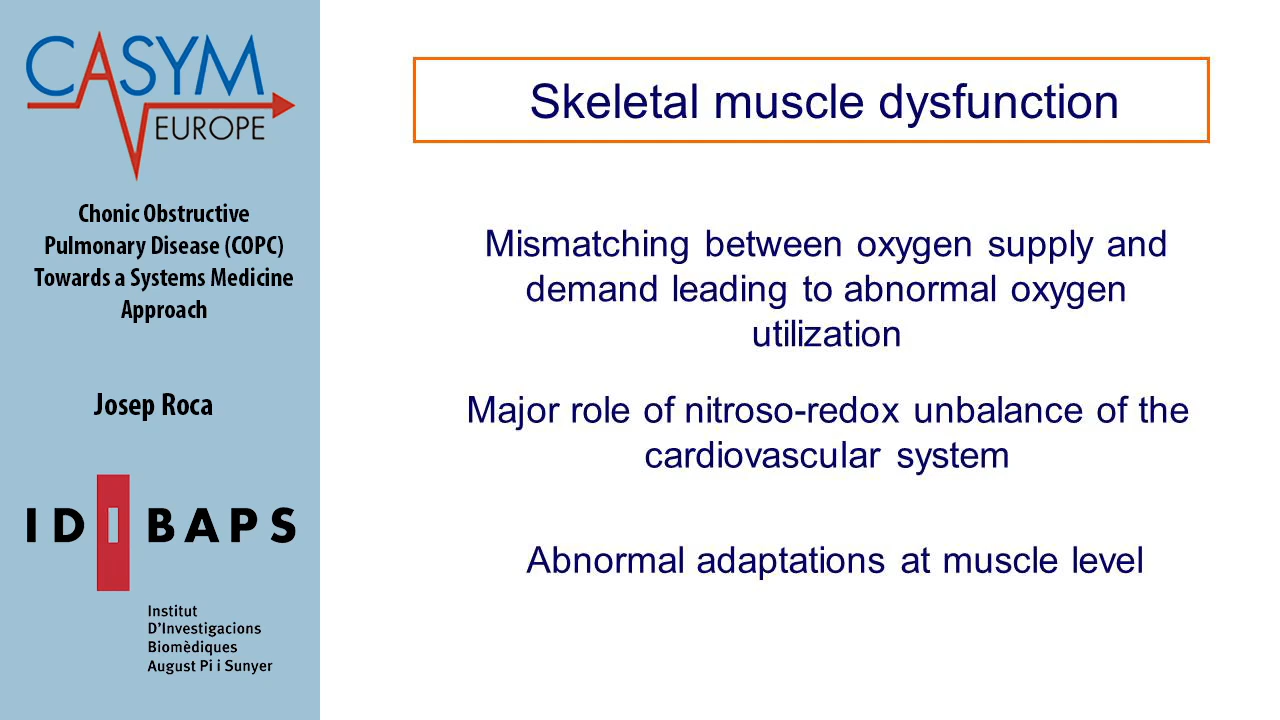 CASYM
EUROPE
Chonic Obstructive
Pulmonary Disease (COPC)
Towards a Systems Medicine
Approach
Josep Roca
IDIBAPS
Institut
D'Investigacions
Biomèdiques
August Pi i Sunyer
Skeletal muscle dysfunction
Mismatching between oxygen supply and
demand leading to abnormal oxygen
utilization
Major role of nitroso-redox unbalance of the
cardiovascular system
Abnormal adaptations at muscle level